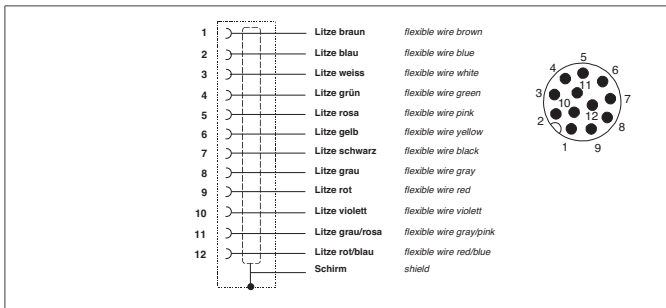 1 Litze braun flexible wire brown
2 Litze blau flexible wire blue
3 Litze weiss flexible wire white
4 Litze grün flexible wire green
5 Litze rosa flexible wire pink
6 Litze gelb flexible wire yellow
7 Litze schwarz flexible wire black
8 Litze grau flexible wire gray
9 Litze rot flexible wire red
10 Litze violett flexible wire violett
11 Litze grau/rosa flexible wire gray/pink
12 Litze rot/blau flexible wire red/blue
Schirm shield
5
4 6
11
3 10 7
12
2 8
1 9